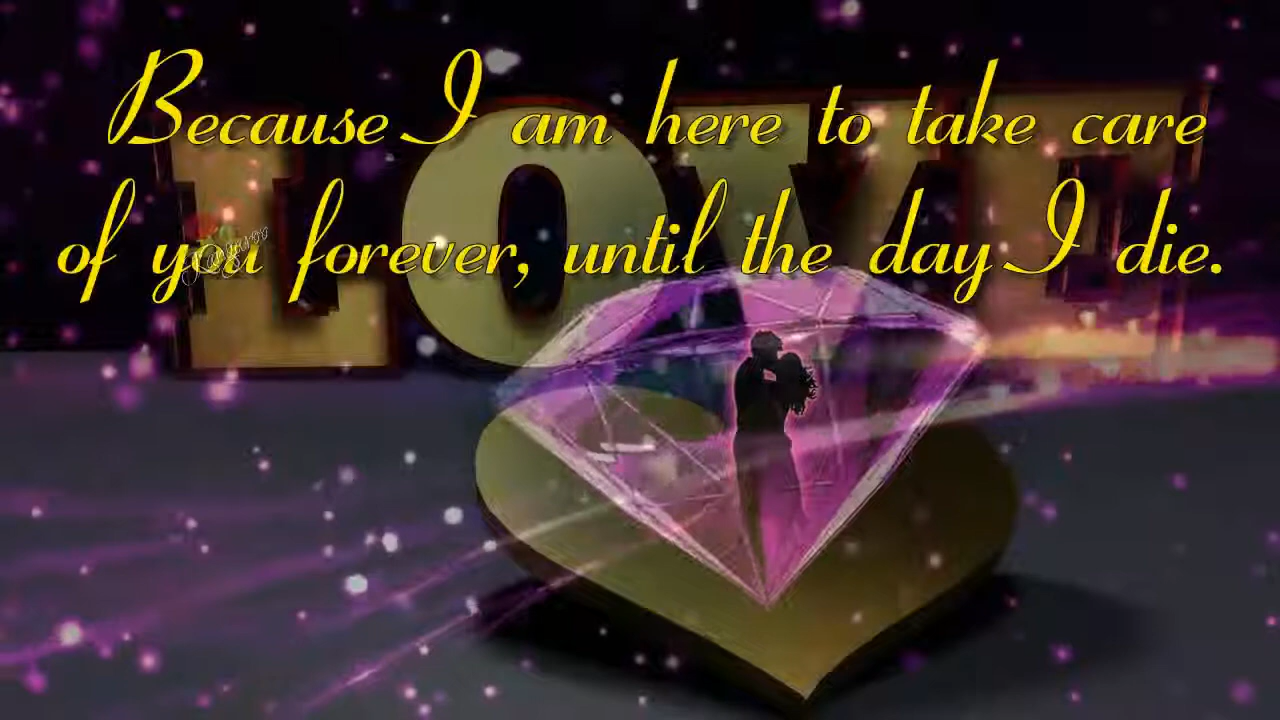 Because I am here to take care
of you forever, until the day I die.
LOVE